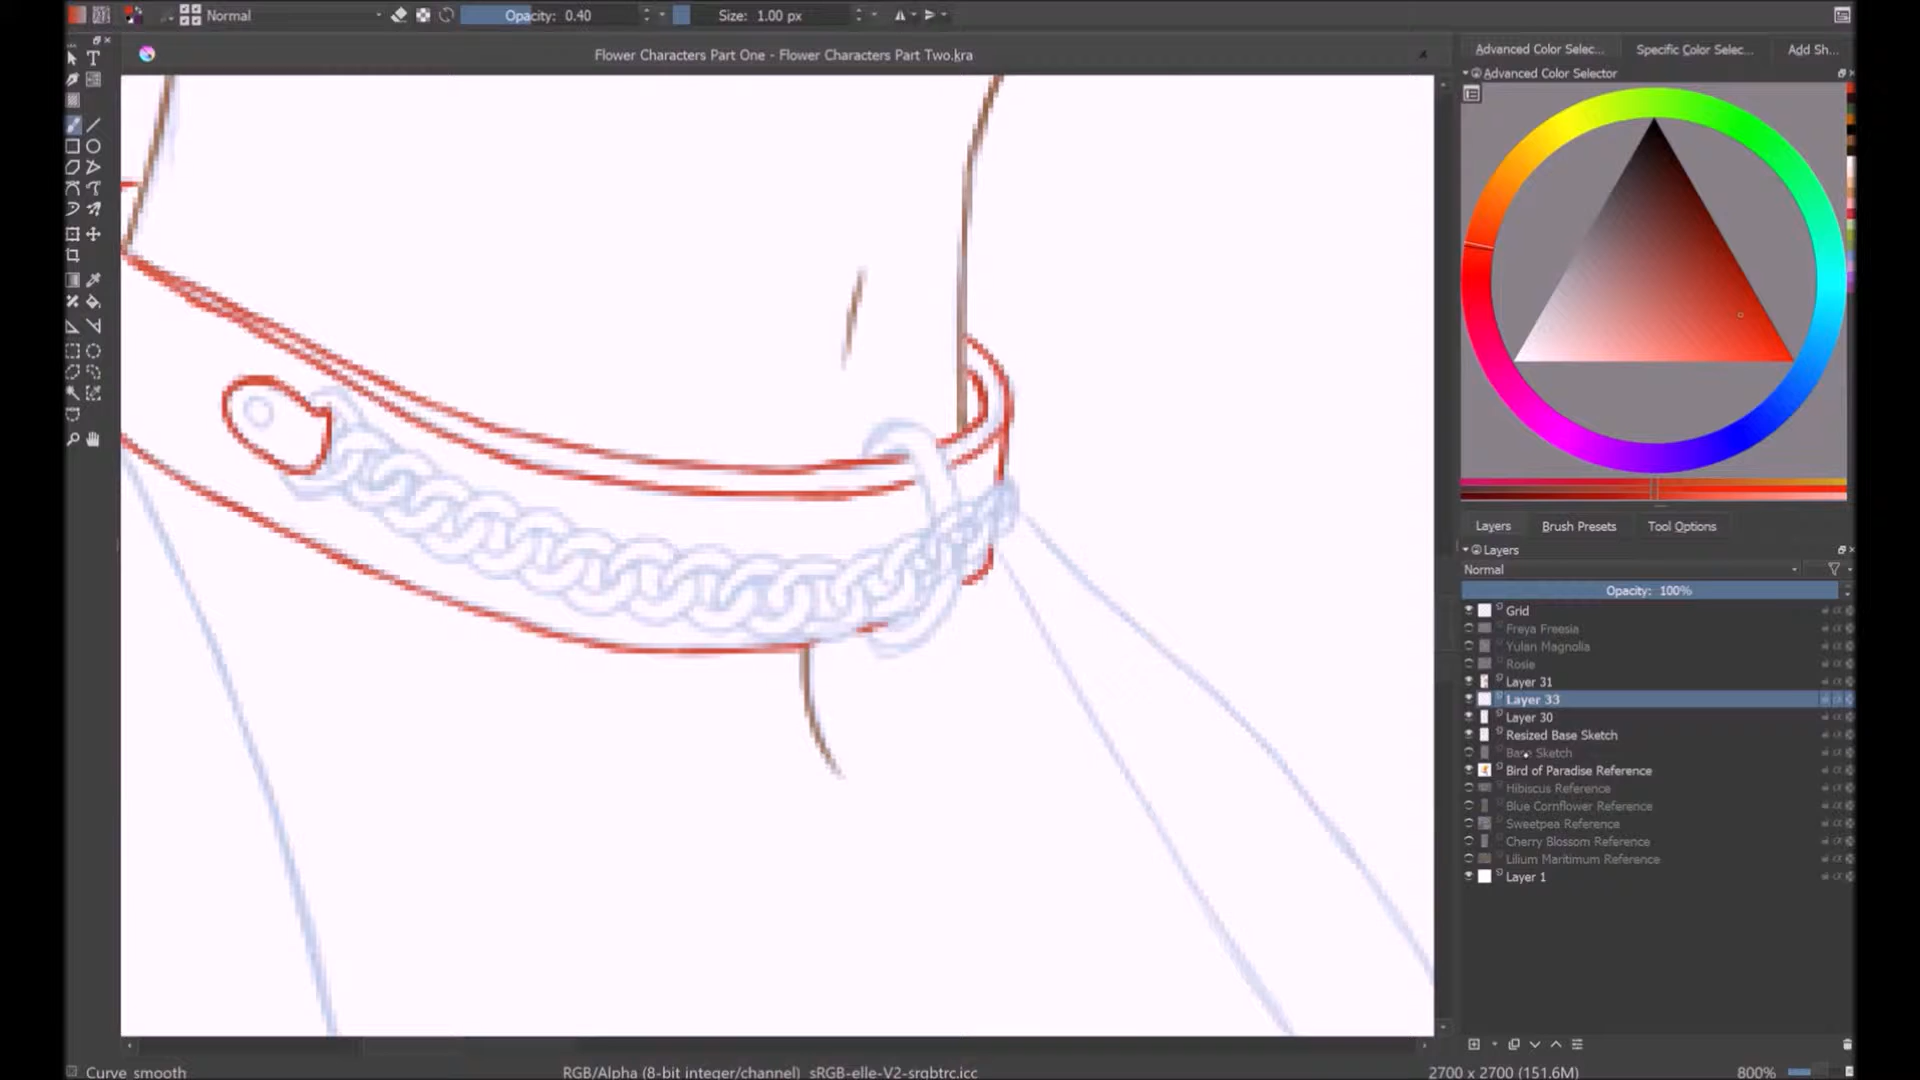 Normal
Opacity: 0.40
Size: 1.00 px
Flower Characters Part One - Flower Characters Part Two.kra
Advanced Color Selec...
Specific Color Selec...
Add Sh...
Advanced Color Selector
Layers
Brush Presets
Tool Options
Layers
Normal
Opacity: 100%
Grid
Freya Freesia
Yulan Magnolia
Rosie
Layer 31
Layer 33
Layer 30
Resized Base Sketch
Base Sketch
Bird of Paradise Reference
Hibiscus Reference
Blue Cornflower Reference
Sweetpea Reference
Cherry Blossom Reference
Lilium Maritimum Reference
Layer 1
Curve_smooth
RGB/Alpha (8-bit integer/channel) sRGB-elle-V2-srgbtrc.icc
2700 x 2700 (151.6M)
800%